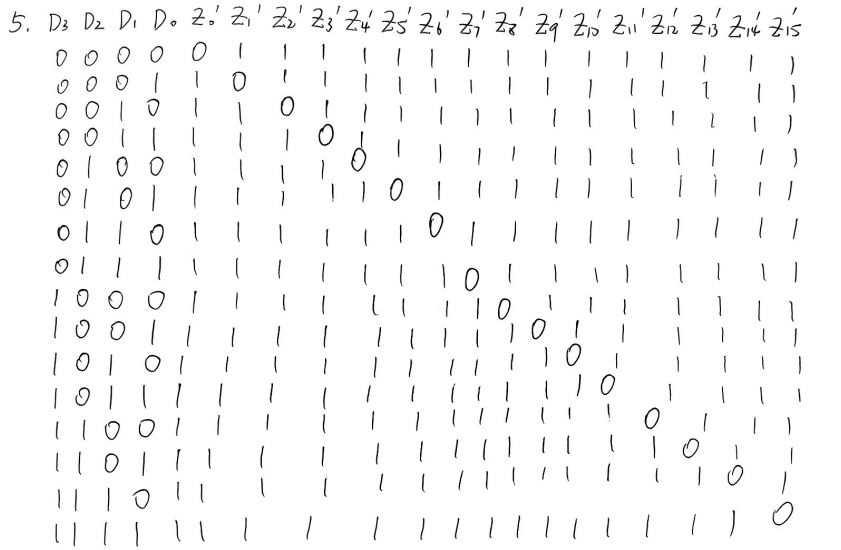 5. D3 D2 D1 D0 Z0' Z1' Z2' Z3' Z4' Z5' Z6' Z7' Z8' Z9' Z10' Z11' Z12' Z13' Z14' Z15'
0 0 0 0 0 1 1 1 1 1 1 1 1 1 1 1 1 1 1 1
0 0 0 1 1 0 1 1 1 1 1 1 1 1 1 1 1 1 1 1
0 0 1 0 1 1 0 1 1 1 1 1 1 1 1 1 1 1 1 1
0 0 1 1 1 1 1 0 1 1 1 1 1 1 1 1 1 1 1 1
0 1 0 0 1 1 1 1 0 1 1 1 1 1 1 1 1 1 1 1
0 1 0 1 1 1 1 1 1 0 1 1 1 1 1 1 1 1 1 1
0 1 1 0 1 1 1 1 1 1 0 1 1 1 1 1 1 1 1 1
0 1 1 1 1 1 1 1 1 1 1 0 1 1 1 1 1 1 1 1
1 0 0 0 1 1 1 1 1 1 1 1 0 1 1 1 1 1 1 1
1 0 0 1 1 1 1 1 1 1 1 1 1 0 1 1 1 1 1 1
1 0 1 0 1 1 1 1 1 1 1 1 1 1 0 1 1 1 1 1
1 0 1 1 1 1 1 1 1 1 1 1 1 1 1 0 1 1 1 1
1 1 0 0 1 1 1 1 1 1 1 1 1 1 1 1 0 1 1 1
1 1 0 1 1 1 1 1 1 1 1 1 1 1 1 1 1 0 1 1
1 1 1 0 1 1 1 1 1 1 1 1 1 1 1 1 1 1 0 1
1 1 1 1 1 1 1 1 1 1 1 1 1 1 1 1 1 1 1 0